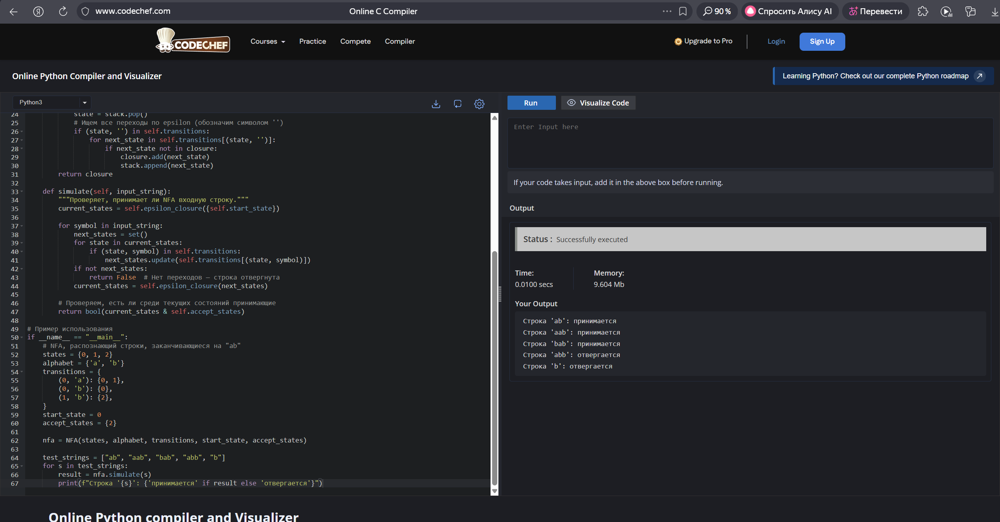 www.codechef.com
Online C Compiler
90 %
Спросить Алису AI
Перевести
CODECHEF
Courses
Practice
Compete
Compiler
Upgrade to Pro
Login
Sign Up
Online Python Compiler and Visualizer
Learning Python? Check out our complete Python roadmap
Python3
24 state = stack.pop()
25 # Ищем все переходы по epsilon (обозначим символом '')
26 if (state, '') in self.transitions:
27 for next_state in self.transitions[(state, '')]:
28 if next_state not in closure:
29 closure.add(next_state)
30 stack.append(next_state)
31 return closure
32
33 def simulate(self, input_string):
34 """Проверяет, принимает ли NFA входную строку."""
35 current_states = self.epsilon_closure({self.start_state})
36
37 for symbol in input_string:
38 next_states = set()
39 for state in current_states:
40 if (state, symbol) in self.transitions:
41 next_states.update(self.transitions[(state, symbol)])
42 if not next_states:
43 return False # Нет переходов — строка отвергнута
44 current_states = self.epsilon_closure(next_states)
45
46 # Проверяем, есть ли среди текущих состояний принимающие
47 return bool(current_states & self.accept_states)
48
49 # Пример использования
50 if __name__ == "__main__":
51 # NFA, распознающий строки, заканчивающиеся на "ab"
52 states = {0, 1, 2}
53 alphabet = {'a', 'b'}
54 transitions = {
55 (0, 'a'): {0, 1},
56 (0, 'b'): {0},
57 (1, 'b'): {2},
58 }
59 start_state = 0
60 accept_states = {2}
61
62 nfa = NFA(states, alphabet, transitions, start_state, accept_states)
63
64 test_strings = ["ab", "aab", "bab", "abb", "b"]
65 for s in test_strings:
66 result = nfa.simulate(s)
67 print(f"Строка '{s}': {'принимается' if result else 'отвергается'}")
Run
Visualize Code
Enter Input here
If your code takes input, add it in the above box before running.
Output
Status : Successfully executed
Time:
0.0100 secs
Memory:
9.604 Mb
Your Output
Строка 'ab': принимается
Строка 'aab': принимается
Строка 'bab': принимается
Строка 'abb': отвергается
Строка 'b': отвергается
Online Python compiler and Visualizer